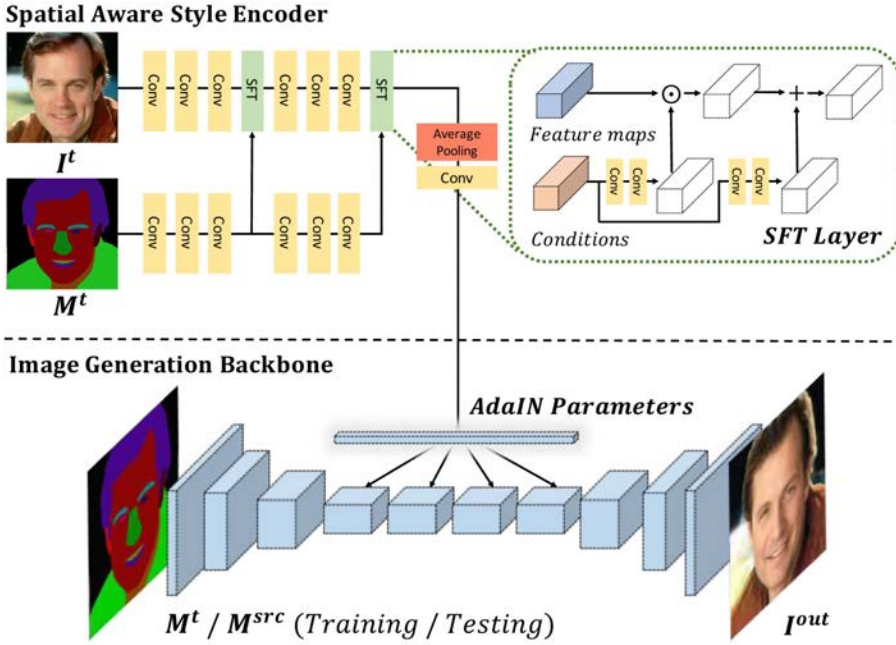 Spatial Aware Style Encoder
Conv
Conv
Conv
SFT
Conv
Conv
Conv
SFT
I^t
Average
Pooling
Conv
Feature maps
Conv
Conv
Conv
Conv
Conditions
SFT Layer
Conv
Conv
Conv
Conv
Conv
Conv
M^t
Image Generation Backbone
AdaIN Parameters
M^t / M^src (Training / Testing)
I^out